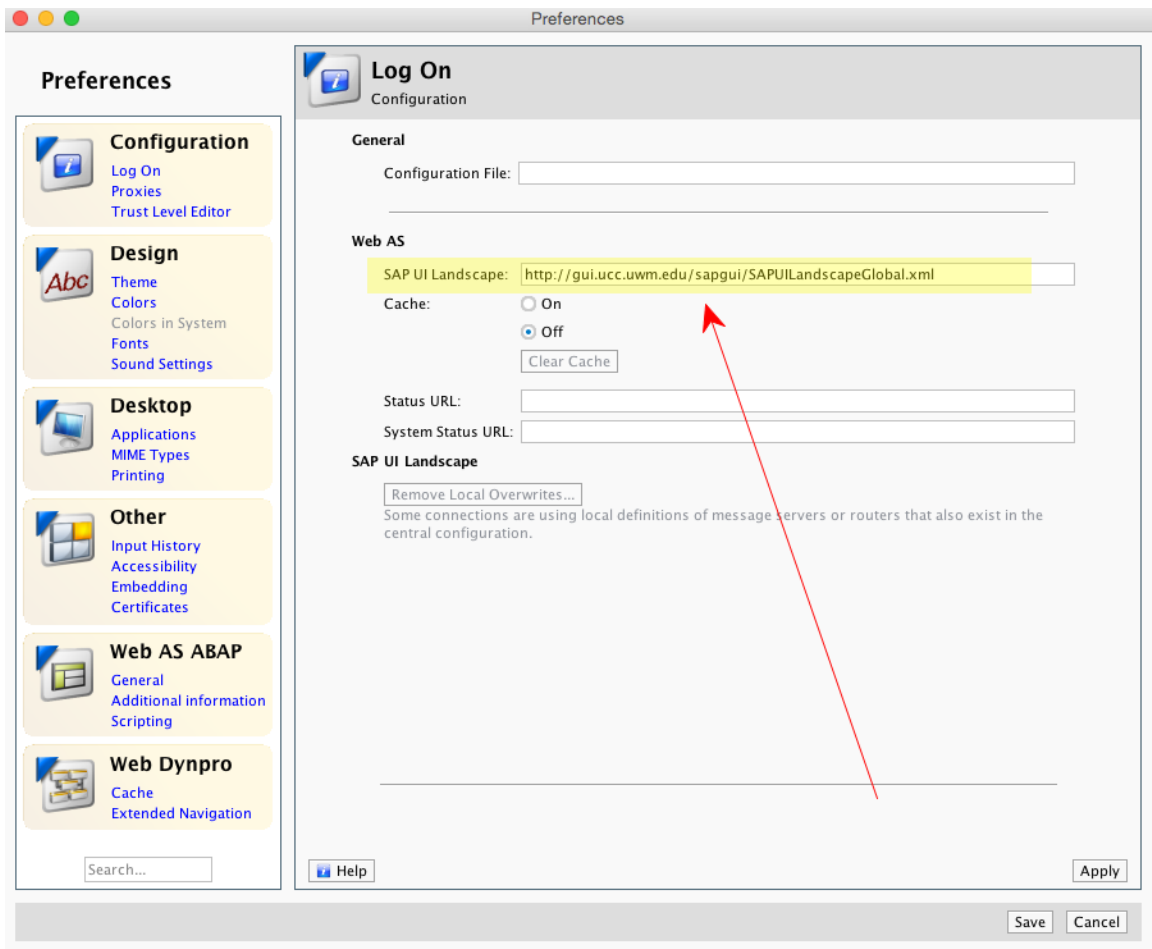 Preferences
Preferences
Configuration
Log On
Proxies
Trust Level Editor
Design
Abc
Theme
Colors
Colors in System
Fonts
Sound Settings
Desktop
Applications
MIME Types
Printing
Other
Input History
Accessibility
Embedding
Certificates
Web AS ABAP
General
Additional information
Scripting
Web Dynpro
Cache
Extended Navigation
Search...
Log On
Configuration
General
Configuration File:
Web AS
SAP UI Landscape: http://gui.ucc.uwm.edu/sapgui/SAPUILandscapeGlobal.xml
Cache: On
Off
Clear Cache
Status URL:
System Status URL:
SAP UI Landscape
Remove Local Overwrites...
Some connections are using local definitions of message servers or routers that also exist in the
central configuration.
Help
Apply
Save Cancel